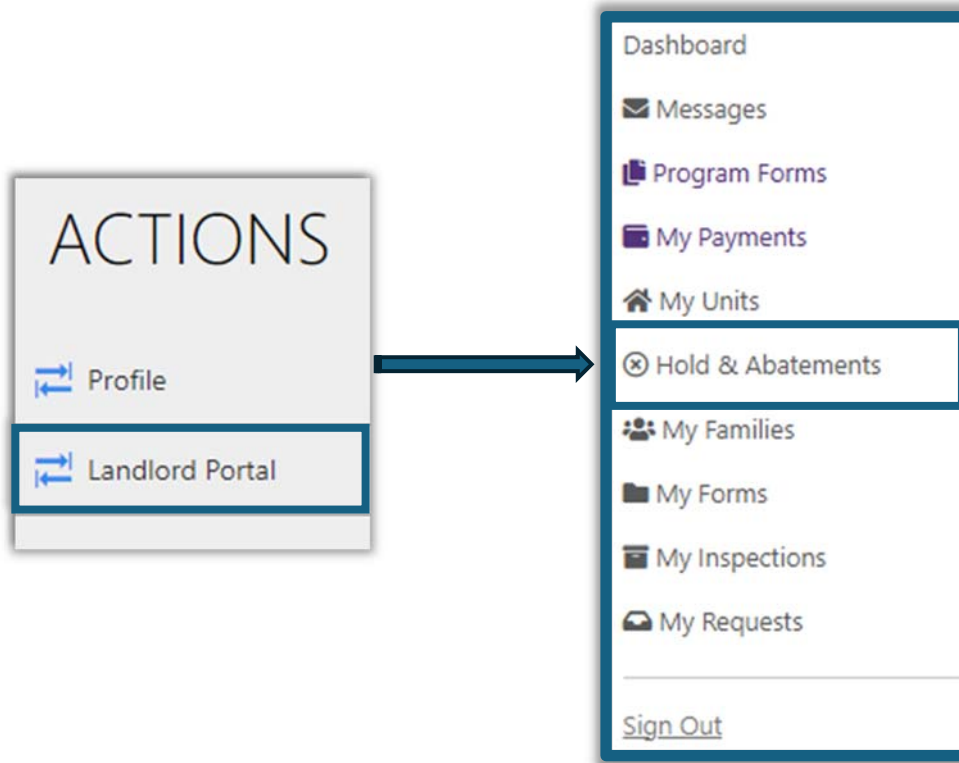 ACTIONS
Profile
Landlord Portal
Dashboard
Messages
Program Forms
My Payments
My Units
Hold & Abatements
My Families
My Forms
My Inspections
My Requests
Sign Out